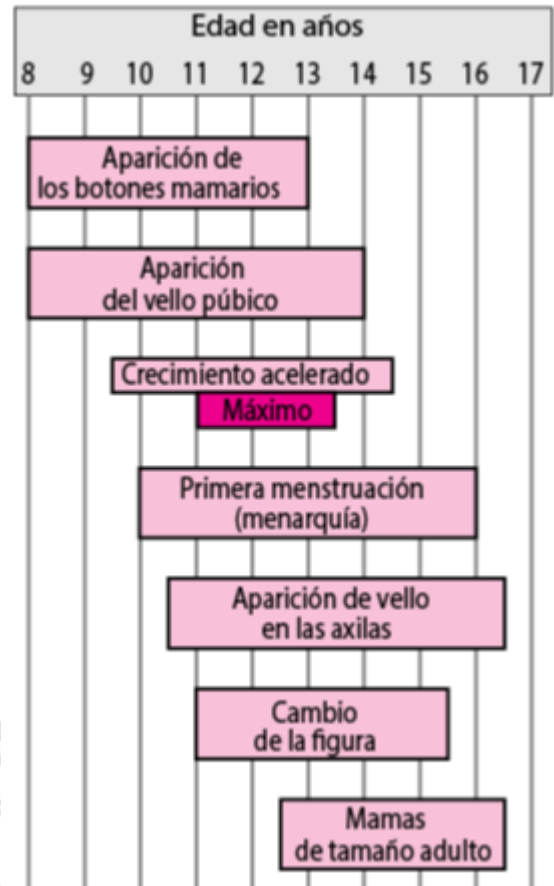 Edad en años
8 9 10 11 12 13 14 15 16 17
Aparición de
los botones mamarios
Aparición
del vello púbico
Crecimiento acelerado
Máximo
Primera menstruación
(menarquía)
Aparición de vello
en las axilas
Cambio
de la figura
Mamas
de tamaño adulto